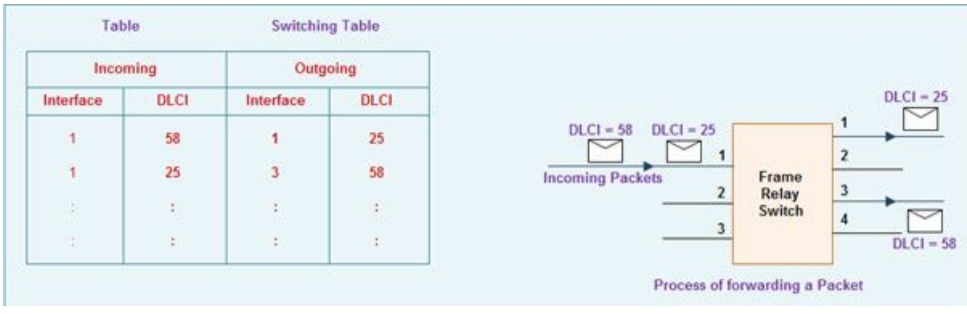 Table Switching Table
Incoming Outgoing
Interface DLCI Interface DLCI
1 58 1 25
1 25 3 58
: : : :
: : : :
DLCI = 25
DLCI = 58 DLCI = 25
Incoming Packets
1
2
3
Frame
Relay
Switch
1
2
3
4
DLCI = 58
Process of forwarding a Packet